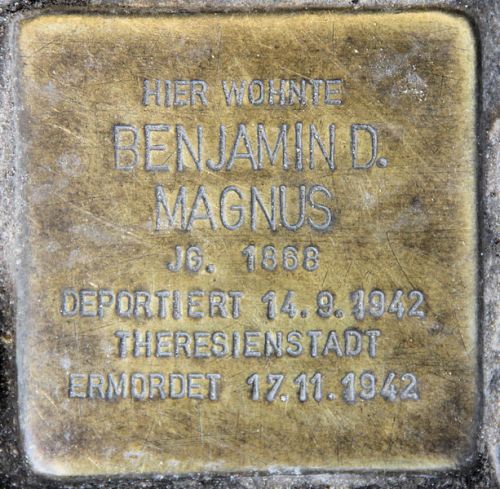 HIER WOHNTE
BENJAMIN D.
MAGNUS
JG. 1868
DEPORTIERT 14.9.1942
THERESIENSTADT
ERMORDET 17.11.1942